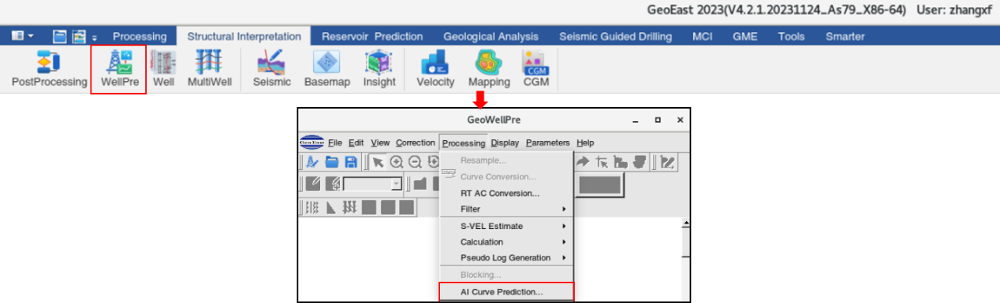 GeoEast 2023(V4.2.1.20231124_As79_X86-64) User: zhangxf
Processing Structural Interpretation Reservoir Prediction Geological Analysis Seismic Guided Drilling MCI GME Tools Smarter
PostProcessing WellPre Well MultiWell Seismic Basemap Insight Velocity Mapping CGM
CGM
GeoWellPre
GeoEast File Edit View Correction Processing Display Parameters Help
Resample...
Curve Conversion...
RT AC Conversion...
Filter
S-VEL Estimate
Calculation
Pseudo Log Generation
Blocking...
AI Curve Prediction...